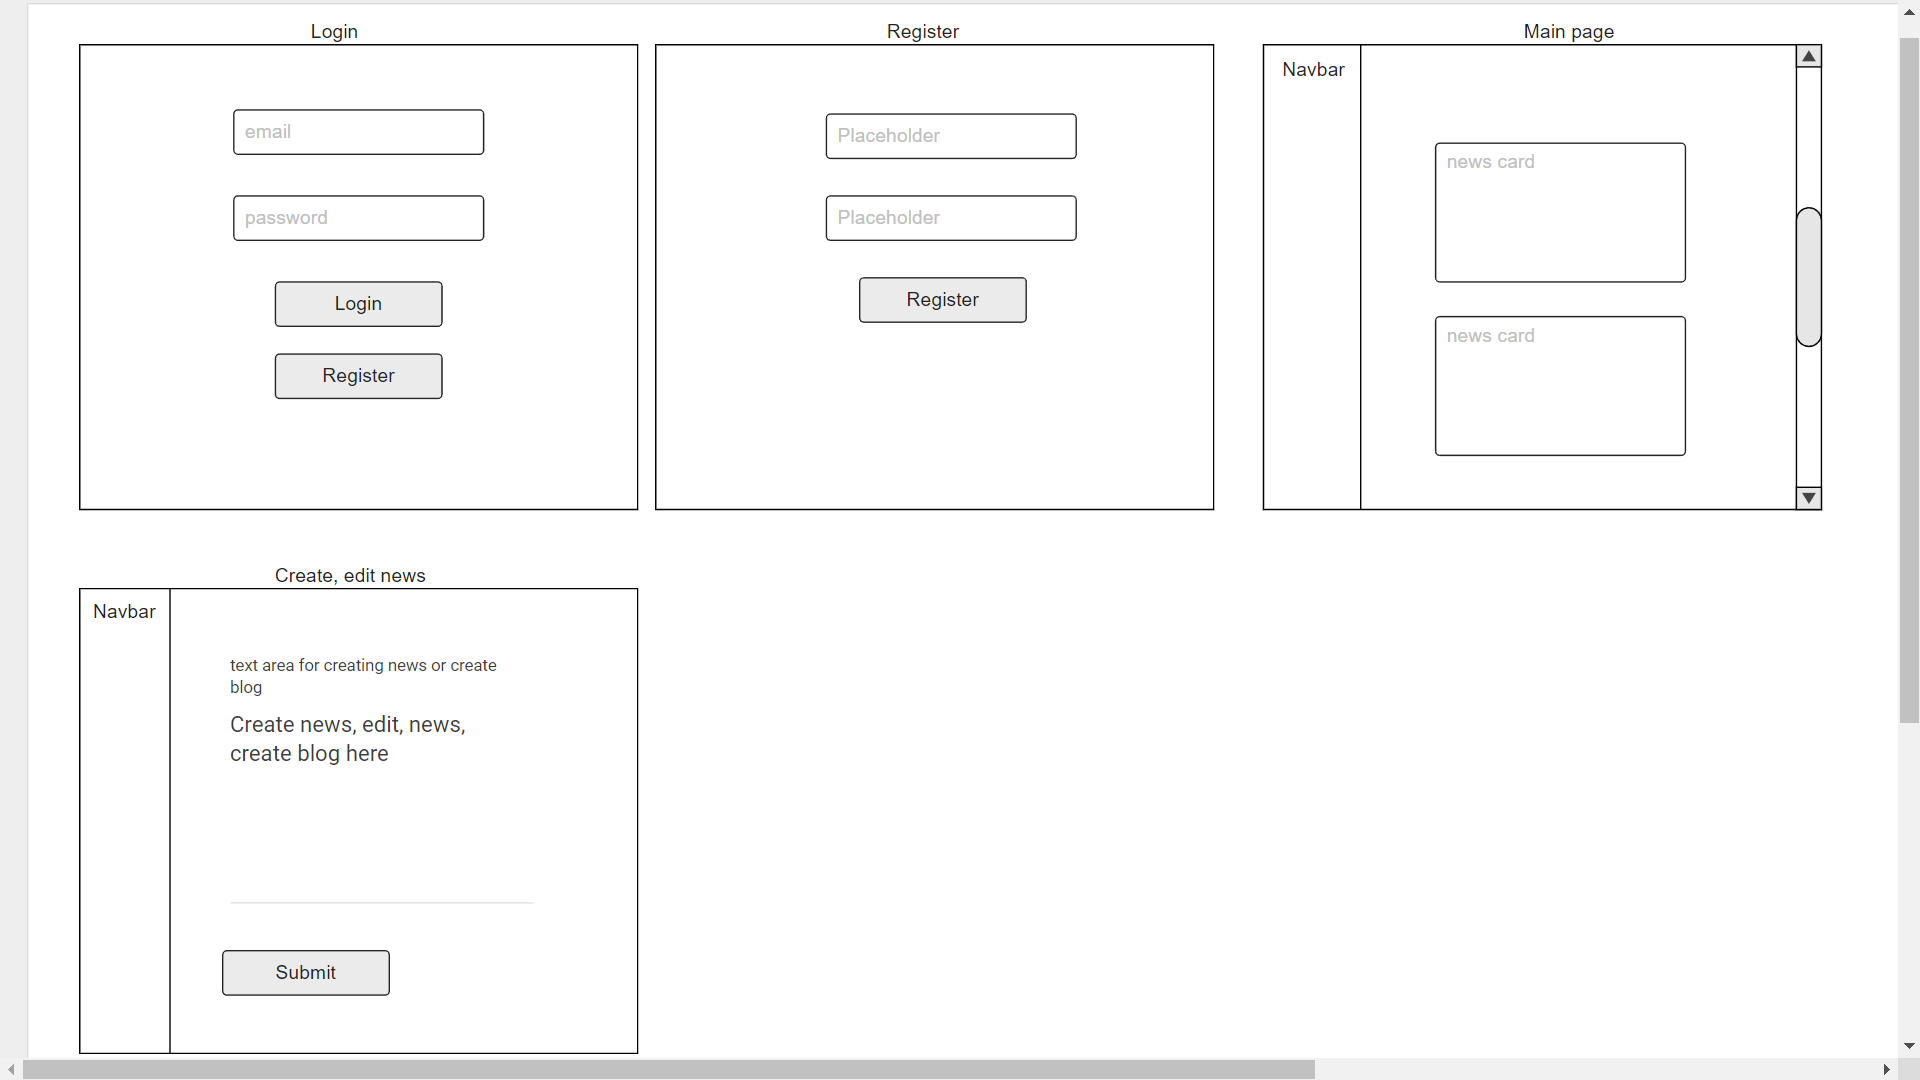 Login
email
password
Login
Register
Register
Placeholder
Placeholder
Register
Main page
Navbar
news card
news card
Create, edit news
Navbar
text area for creating news or create
blog
Create news, edit, news,
create blog here
Submit